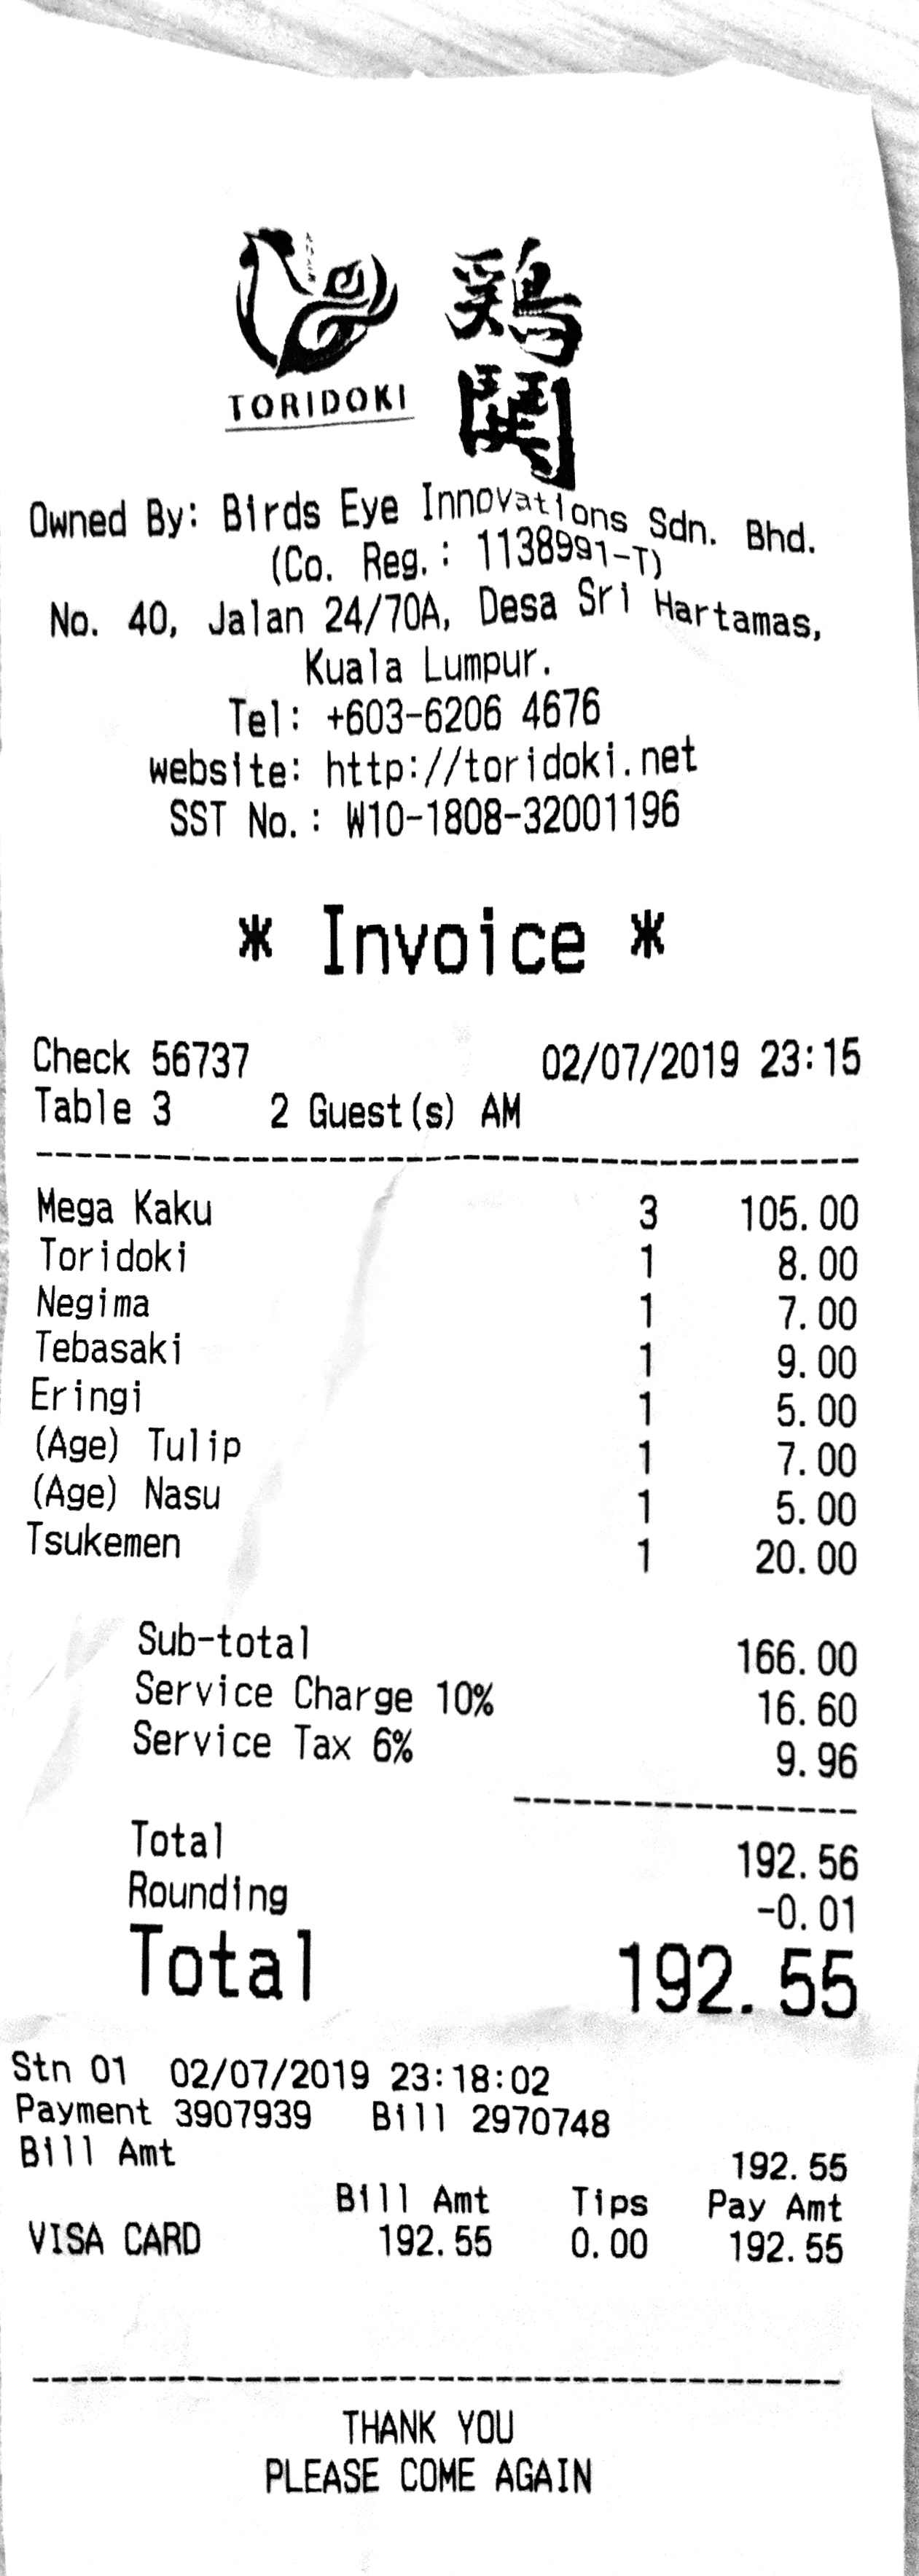 TORIDOKI
鶏
鬨
Owned By: Birds Eye Innovations Sdn. Bhd.
(Co. Reg.: 1138991-T)
No. 40, Jalan 24/70A, Desa Sri Hartamas,
Kuala Lumpur.
Tel: +603-6206 4676
website: http://toridoki.net
SST No.: W10-1808-32001196
* Invoice *
Check 56737 02/07/2019 23:15
Table 3 2 Guest(s) AM
Mega Kaku 3 105.00
Toridoki 1 8.00
Negima 1 7.00
Tebasaki 1 9.00
Eringi 1 5.00
(Age) Tulip 1 7.00
(Age) Nasu 1 5.00
Tsukemen 1 20.00
Sub-total 166.00
Service Charge 10% 16.60
Service Tax 6% 9.96
Total 192.56
Rounding -0.01
Total 192.55
Stn 01 02/07/2019 23:18:02
Payment 3907939 Bill 2970748
Bill Amt 192.55
Bill Amt Tips Pay Amt
VISA CARD 192.55 0.00 192.55
THANK YOU
PLEASE COME AGAIN